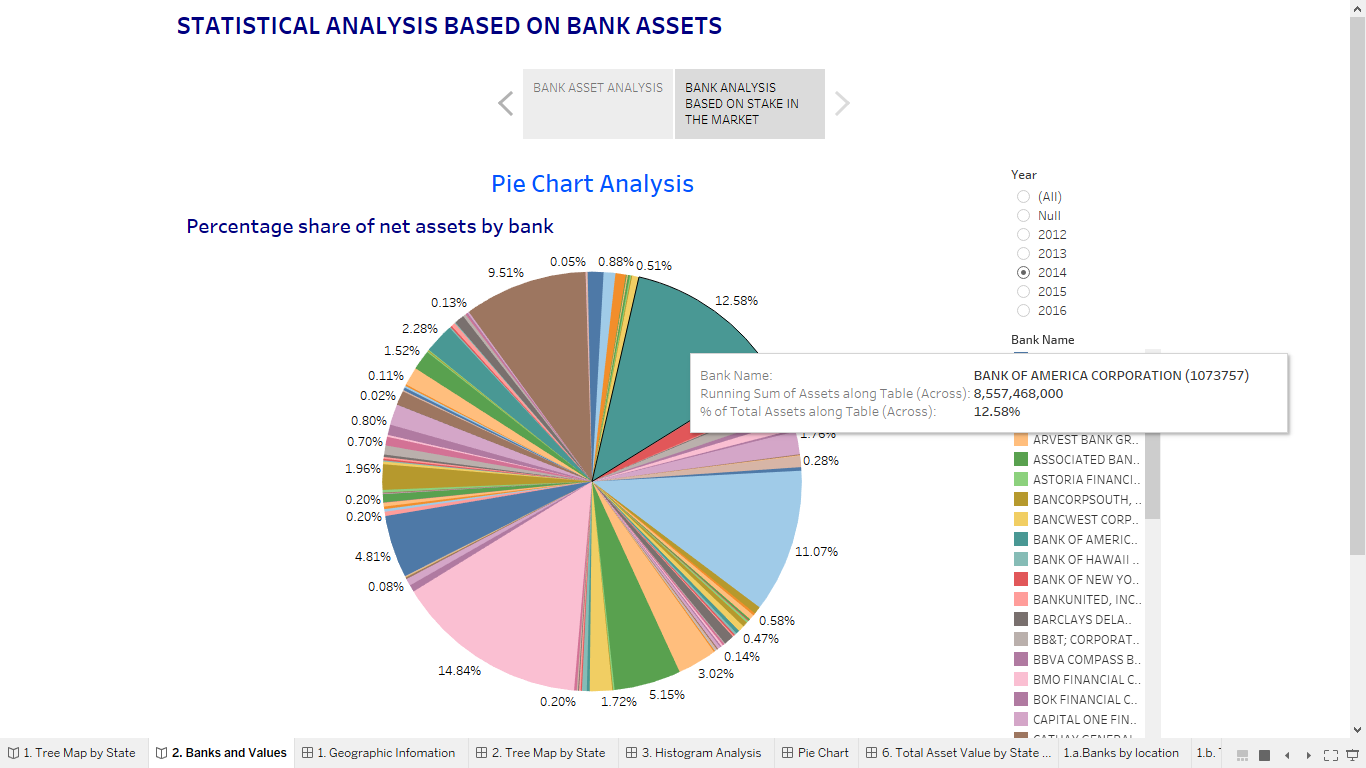 STATISTICAL ANALYSIS BASED ON BANK ASSETS
BANK ASSET ANALYSIS
BANK ANALYSIS
BASED ON STAKE IN
THE MARKET
Pie Chart Analysis
Percentage share of net assets by bank
Year
(All)
Null
2012
2013
2014
2015
2016
Bank Name
0.05%
0.88%
0.51%
9.51%
12.58%
0.13%
2.28%
1.52%
0.11%
0.02%
0.80%
0.70%
1.96%
0.20%
0.20%
4.81%
0.08%
14.84%
0.20%
1.72%
5.15%
3.02%
0.14%
0.47%
0.58%
11.07%
0.28%
1.76%
Bank Name: BANK OF AMERICA CORPORATION (1073757)
Running Sum of Assets along Table (Across): 8,557,468,000
% of Total Assets along Table (Across): 12.58%
ARVEST BANK GR..
ASSOCIATED BAN..
ASTORIA FINANCI..
BANCORPSOUTH, ..
BANCWEST CORP..
BANK OF AMERIC..
BANK OF HAWAII ..
BANK OF NEW YO..
BANKUNITED, INC..
BARCLAYS DELA..
BB&T; CORPORAT..
BBVA COMPASS B..
BMO FINANCIAL C..
BOK FINANCIAL C..
CAPITAL ONE FIN..
CATHAY GENERAL
1. Tree Map by State
2. Banks and Values
1. Geographic Infomation
2. Tree Map by State
3. Histogram Analysis
Pie Chart
6. Total Asset Value by State ...
1.a.Banks by location
1.b.